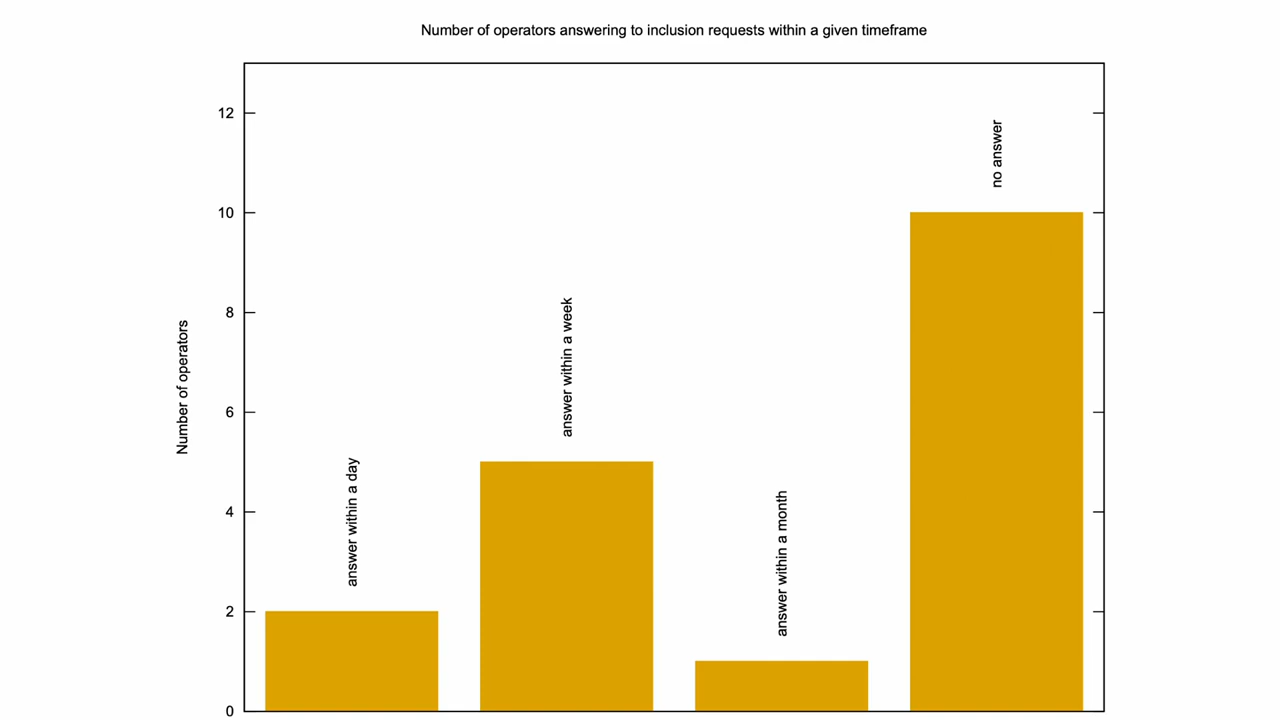 Number of operators answering to inclusion requests within a given timeframe
12
10
8
6
4
2
0
Number of operators
answer within a day
answer within a week
answer within a month
no answer